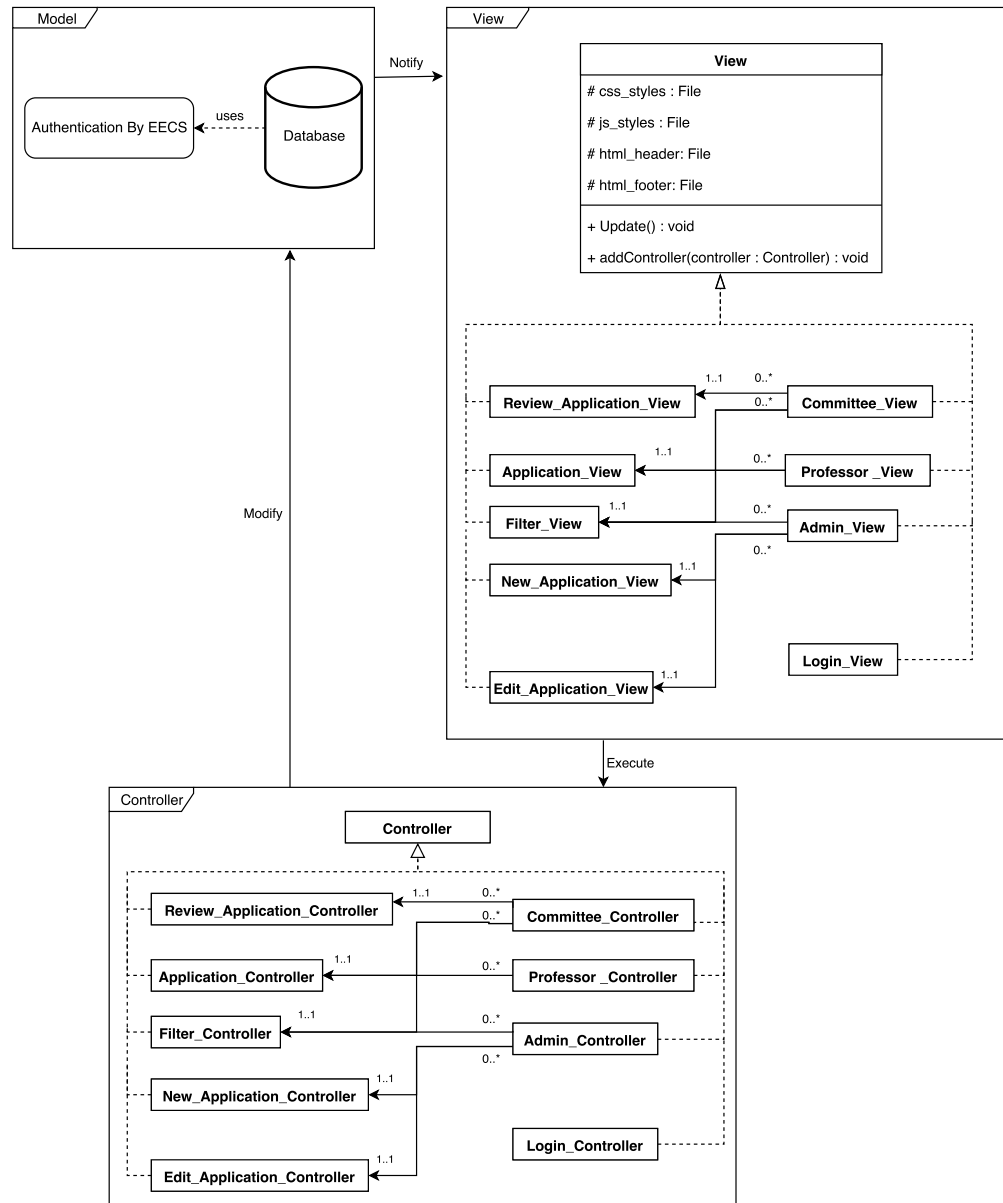 Model
Authentication By EECS
uses
Database
Notify
View
View
# css_styles : File
# js_styles : File
# html_header: File
# html_footer: File
+ Update() : void
+ addController(controller : Controller) : void
Review_Application_View
1..1
0..*
Committee_View
0..*
Application_View
1..1
0..*
Professor _View
Filter_View
1..1
0..*
Admin_View
0..*
New_Application_View
1..1
Login_View
Edit_Application_View
1..1
Modify
Execute
Controller
Controller
Review_Application_Controller
1..1
0..*
Committee_Controller
0..*
Application_Controller
1..1
0..*
Professor _Controller
Filter_Controller
1..1
0..*
Admin_Controller
0..*
New_Application_Controller
1..1
Login_Controller
Edit_Application_Controller
1..1